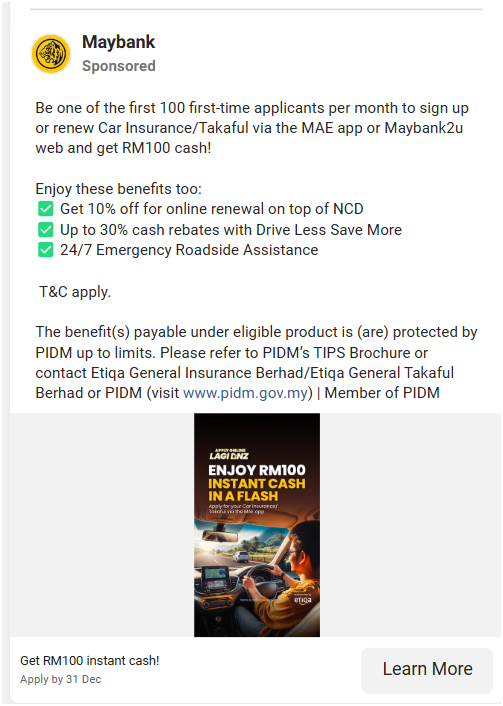 Maybank
Sponsored
Be one of the first 100 first-time applicants per month to sign up
or renew Car Insurance/Takaful via the MAE app or Maybank2u
web and get RM100 cash!
Enjoy these benefits too:
✅ Get 10% off for online renewal on top of NCD
✅ Up to 30% cash rebates with Drive Less Save More
✅ 24/7 Emergency Roadside Assistance
T&C apply.
The benefit(s) payable under eligible product is (are) protected by
PIDM up to limits. Please refer to PIDM’s TIPS Brochure or
contact Etiqa General Insurance Berhad/Etiqa General Takaful
Berhad or PIDM (visit www.pidm.gov.my) | Member of PIDM
APPLY ONLINE
LAGI
ENJOY RM100
INSTANT CASH
IN A FLASH
Apply for your Car Insurance/
Takaful via the MAE app
etiqa
Get RM100 instant cash!
Apply by 31 Dec
Learn More